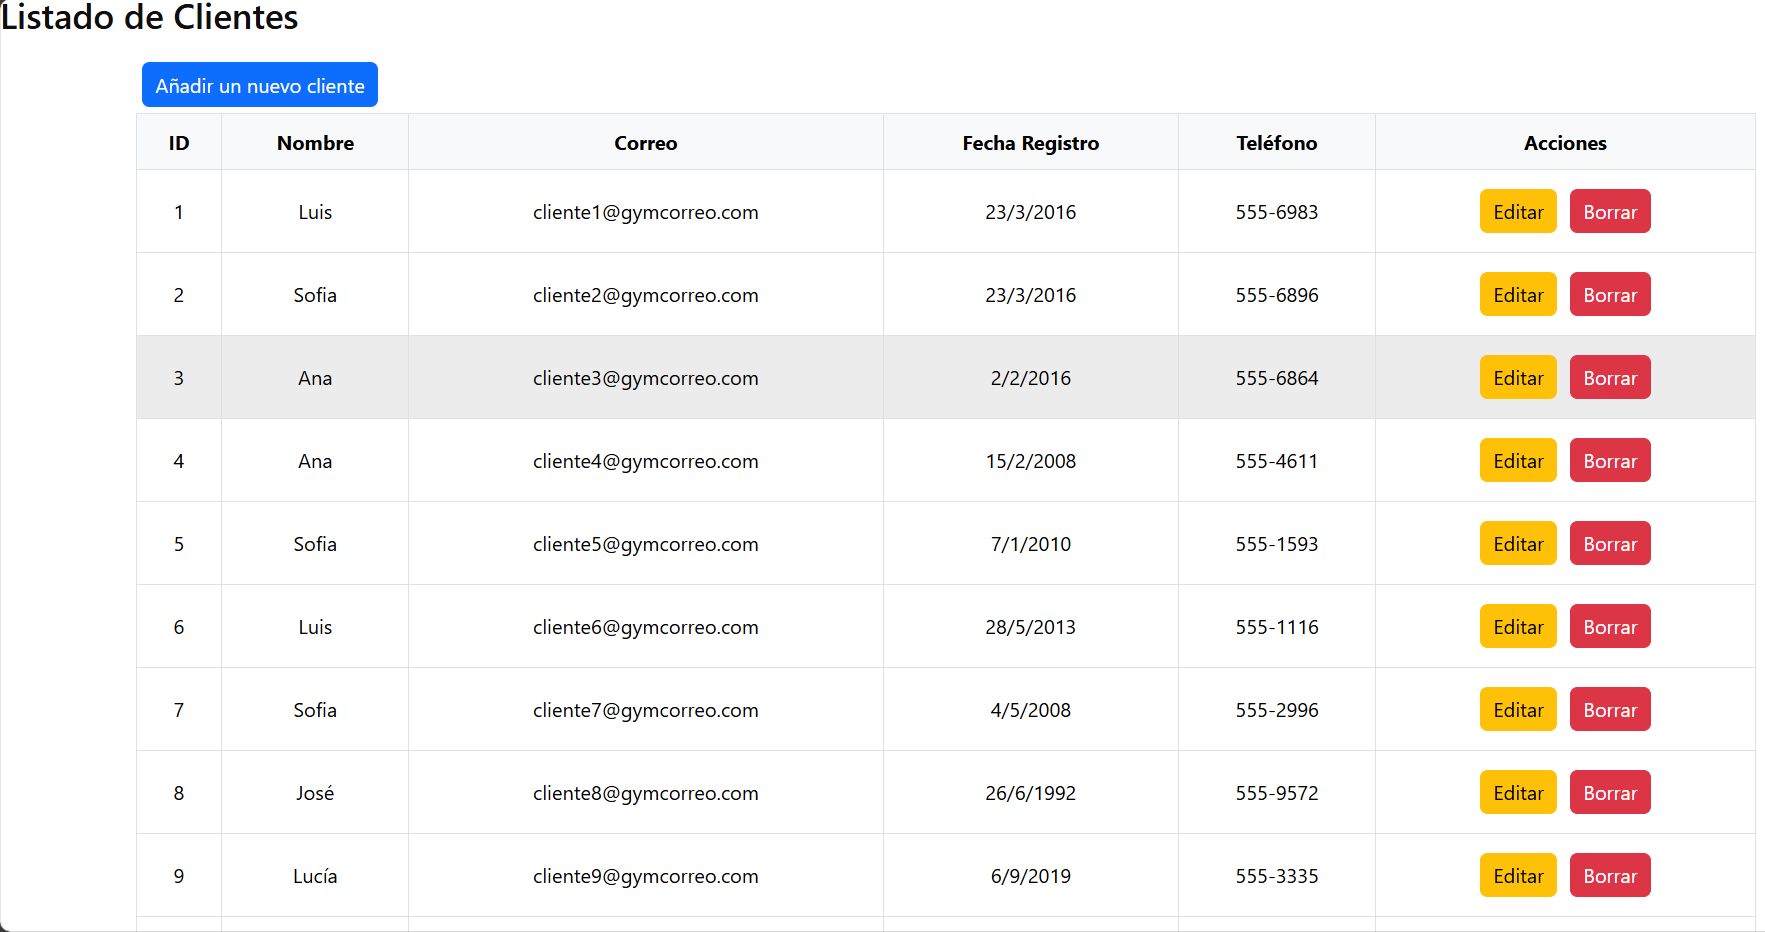 Listado de Clientes
Añadir un nuevo cliente
ID Nombre Correo Fecha Registro Teléfono Acciones
1 Luis cliente1@gymcorreo.com 23/3/2016 555-6983 Editar Borrar
2 Sofia cliente2@gymcorreo.com 23/3/2016 555-6896 Editar Borrar
3 Ana cliente3@gymcorreo.com 2/2/2016 555-6864 Editar Borrar
4 Ana cliente4@gymcorreo.com 15/2/2008 555-4611 Editar Borrar
5 Sofia cliente5@gymcorreo.com 7/1/2010 555-1593 Editar Borrar
6 Luis cliente6@gymcorreo.com 28/5/2013 555-1116 Editar Borrar
7 Sofia cliente7@gymcorreo.com 4/5/2008 555-2996 Editar Borrar
8 José cliente8@gymcorreo.com 26/6/1992 555-9572 Editar Borrar
9 Lucía cliente9@gymcorreo.com 6/9/2019 555-3335 Editar Borrar